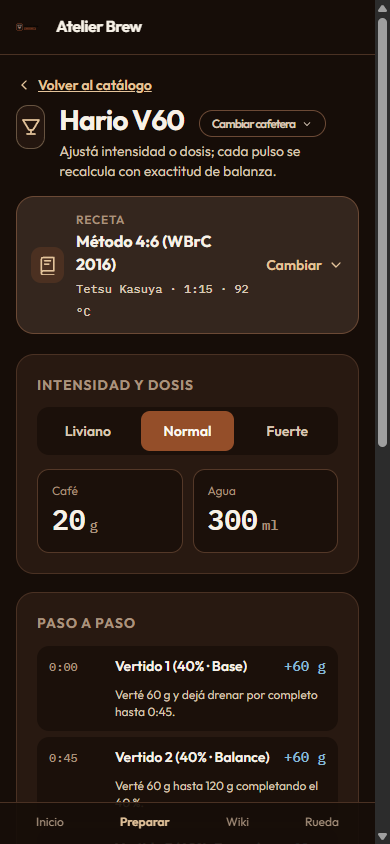 Atelier Brew
Volver al catálogo
Hario V60
Cambiar cafetera
Ajustá intensidad o dosis; cada pulso se
recalcula con exactitud de balanza.
RECETA
Método 4:6 (WBrC
2016)
Tetsu Kasuya · 1:15 · 92
°C
Cambiar
INTENSIDAD Y DOSIS
Liviano
Normal
Fuerte
Café
20 g
Agua
300 ml
PASO A PASO
0:00
Vertido 1 (40% · Base)
+60 g
Verté 60 g y dejá drenar por completo
hasta 0:45.
0:45
Vertido 2 (40% · Balance)
+60 g
Verté 60 g hasta 120 g completando el
40%.
Inicio
Preparar
Wiki
Rueda